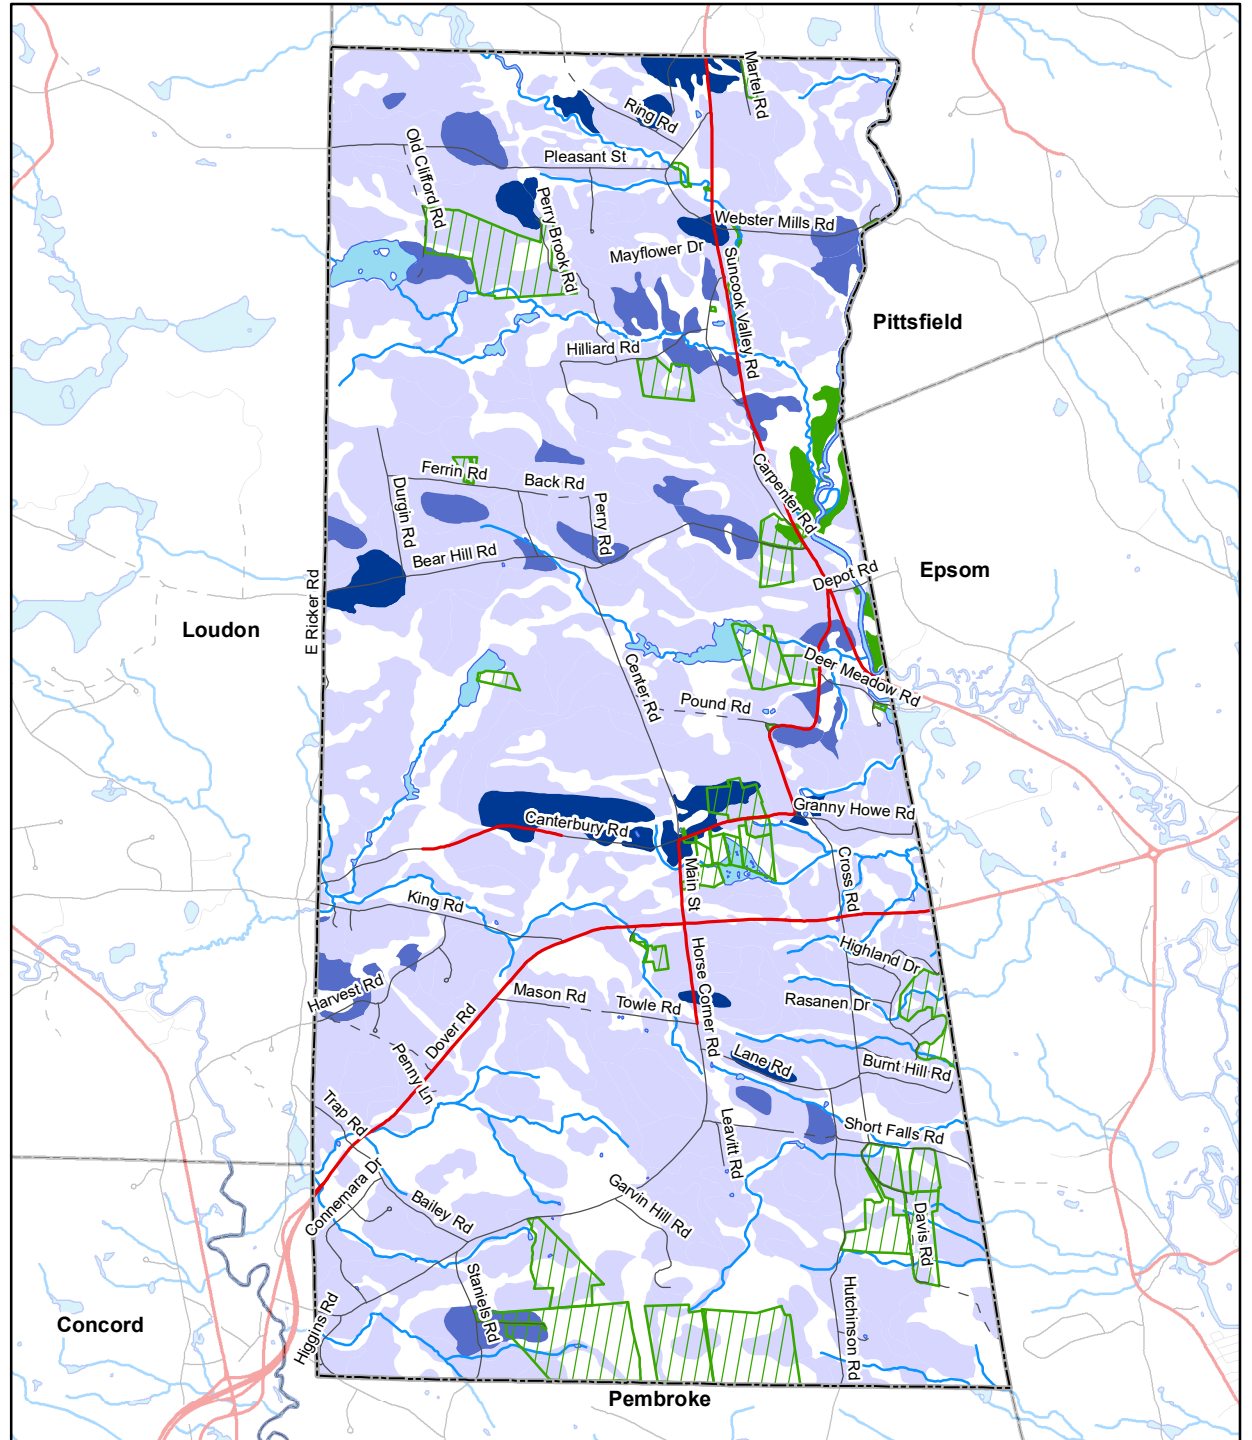 Martel Rd
Ring Rd
Old Clifford Rd
Pleasant St
Perry Brook Rd
Webster Mills Rd
Mayflower Dr
Suncook Valley Rd
Pittsfield
Hilliard Rd
Carpenter Rd
Ferrin Rd
Back Rd
Durgin Rd
Perry Rd
Bear Hill Rd
Depot Rd
Epsom
E Ricker Rd
Loudon
Center Rd
Deer Meadow Rd
Pound Rd
Granny Howe Rd
Canterbury Rd
Main St
Cross Rd
King Rd
Horse Corner Rd
Highland Dr
Harvest Rd
Mason Rd
Towle Rd
Rasanen Dr
Dover Rd
Penny Ln
Lane Rd
Burnt Hill Rd
Trap Rd
Leavitt Rd
Short Falls Rd
Connemara Dr
Bailey Rd
Garvin Hill Rd
Davis Rd
Staniels Rd
Hutchinson Rd
Higgins Rd
Concord
Pembroke